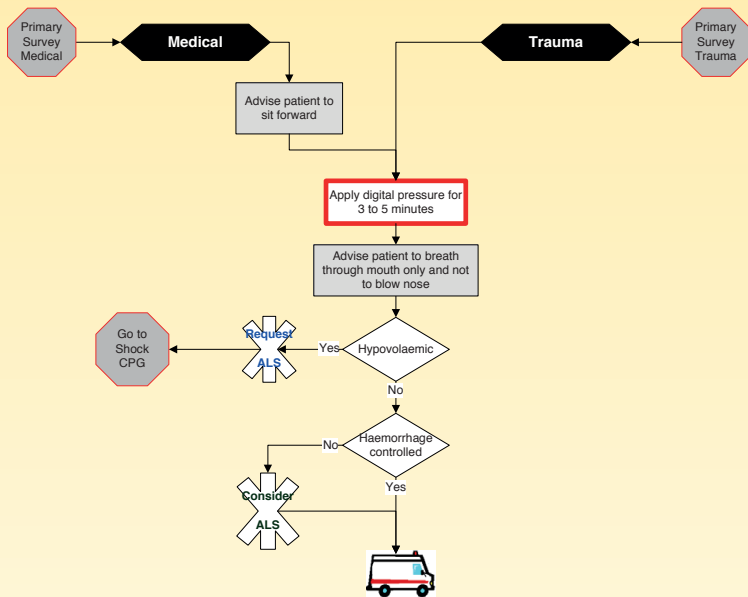 Primary
Survey
Medical
Medical
Trauma
Primary
Survey
Trauma
Advise patient to
sit forward
Apply digital pressure for
3 to 5 minutes
Advise patient to breath
through mouth only and not
to blow nose
Go to
Shock
CPG
Request
ALS
Yes
Hypovolaemic
No
No
Haemorrhage
controlled
Consider
ALS
Yes